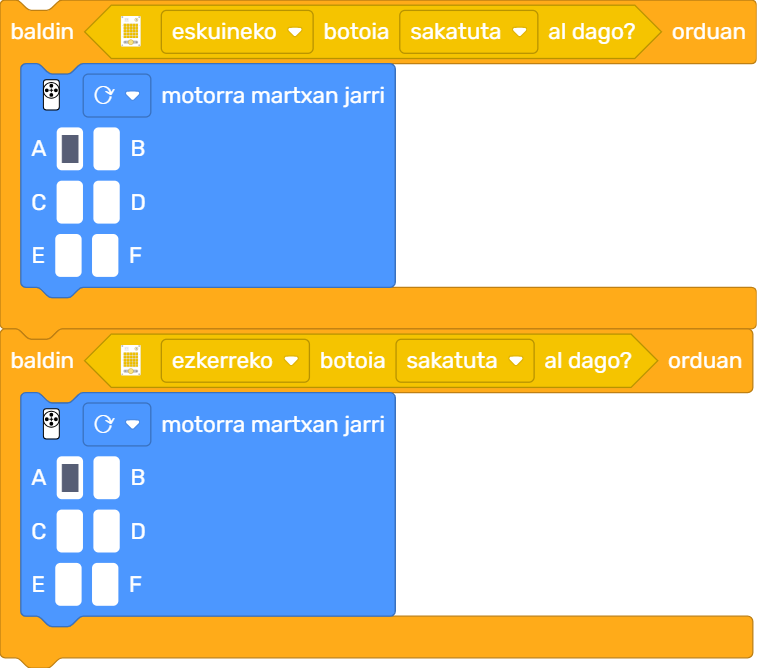 baldin eskuineko botoia sakatuta al dago? orduan
motorra martxan jarri
A B
C D
E F
baldin ezkerreko botoia sakatuta al dago? orduan
motorra martxan jarri
A B
C D
E F